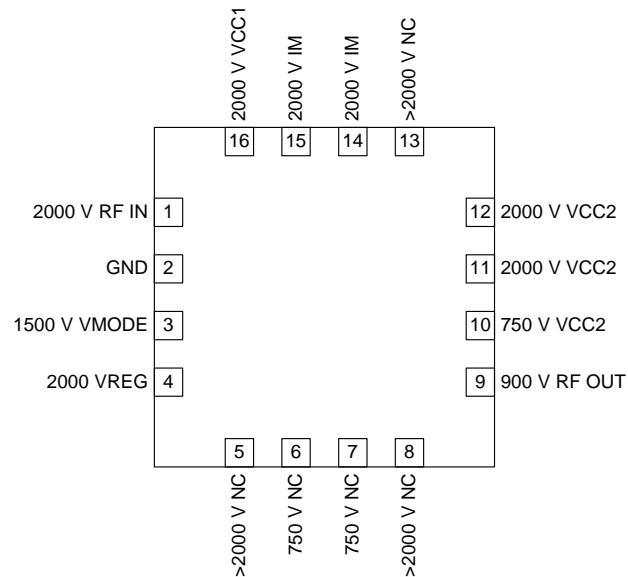 2000 V VCC1
2000 V IM
2000 V IM
>2000 V NC
16
15
14
13
2000 V RF IN 1
12 2000 V VCC2
GND 2
11 2000 V VCC2
1500 V VMODE 3
10 750 V VCC2
2000 VREG 4
9 900 V RF OUT
5
6
7
8
>2000 V NC
750 V NC
750 V NC
>2000 V NC